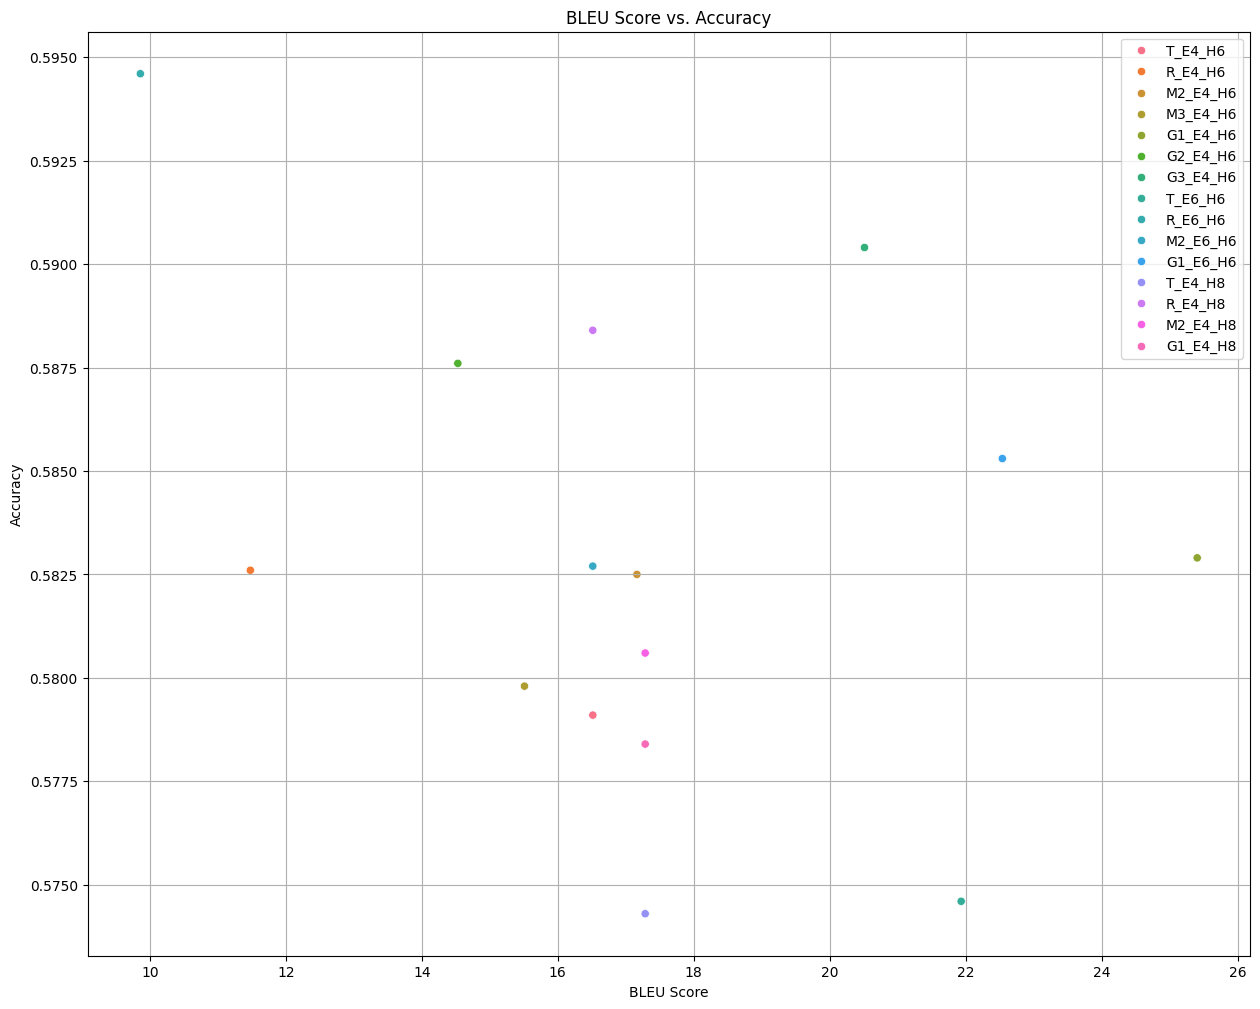 BLEU Score vs. Accuracy
T_E4_H6
R_E4_H6
M2_E4_H6
M3_E4_H6
G1_E4_H6
G2_E4_H6
G3_E4_H6
T_E6_H6
R_E6_H6
M2_E6_H6
G1_E6_H6
T_E4_H8
R_E4_H8
M2_E4_H8
G1_E4_H8
Accuracy
0.5950
0.5925
0.5900
0.5875
0.5850
0.5825
0.5800
0.5775
0.5750
10 12 14 16 18 20 22 24 26
BLEU Score